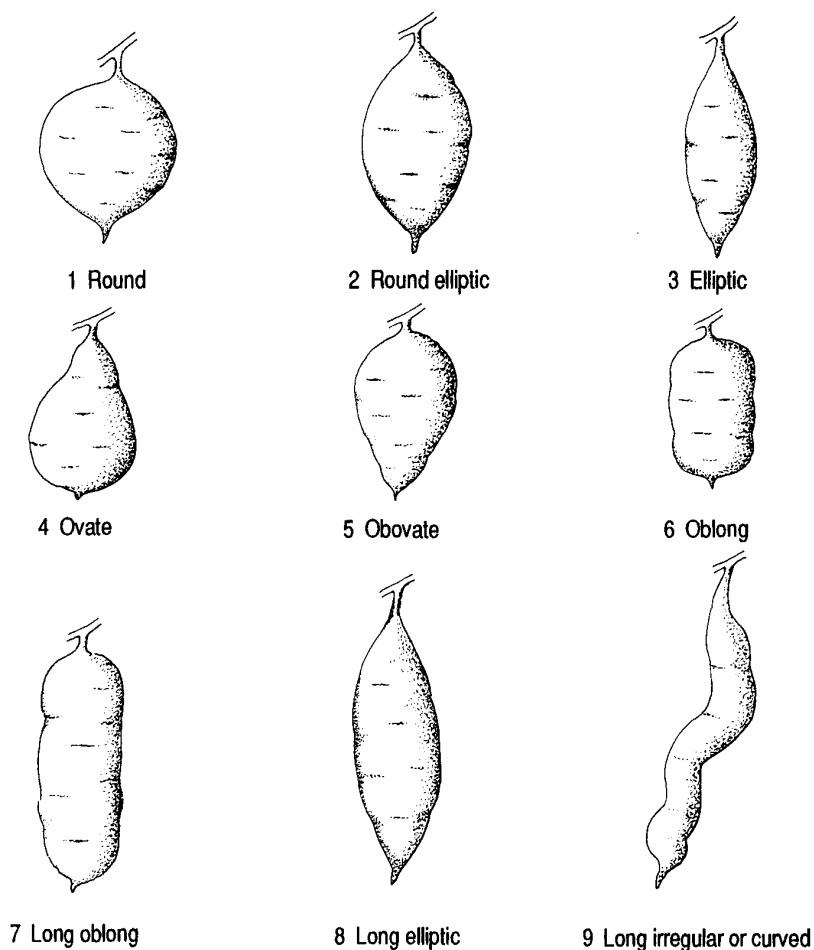 1 Round
2 Round elliptic
3 Elliptic
4 Ovate
5 Obovate
6 Oblong
7 Long oblong
8 Long elliptic
9 Long irregular or curved